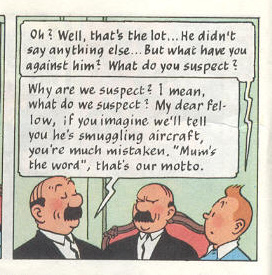 Oh? Well, that's the lot... He didn't
say anything else... But what have you
against him? What do you suspect?
Why are we suspect? I mean,
what do we suspect? My dear fel-
low, if you imagine we'll tell
you he's smuggling aircraft,
you're much mistaken. "Mum's
the word", that's our motto.